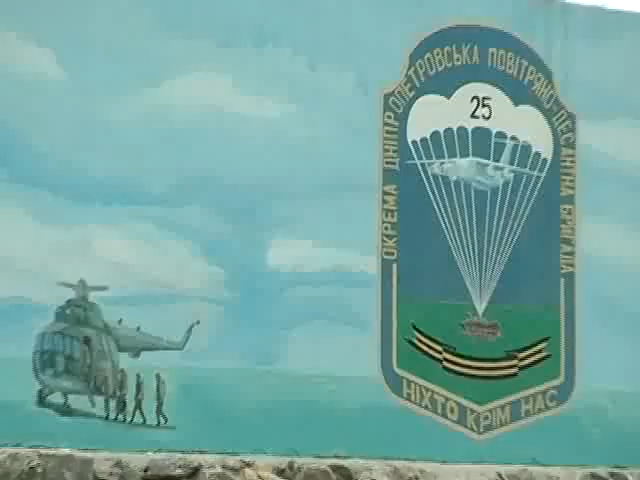 ОКРЕМА ДНІПРОПЕТРОВСЬКА ПОВІТРЯНО-ДЕСАНТНА БРИГАДА
25
НІХТО КРІМ НАС